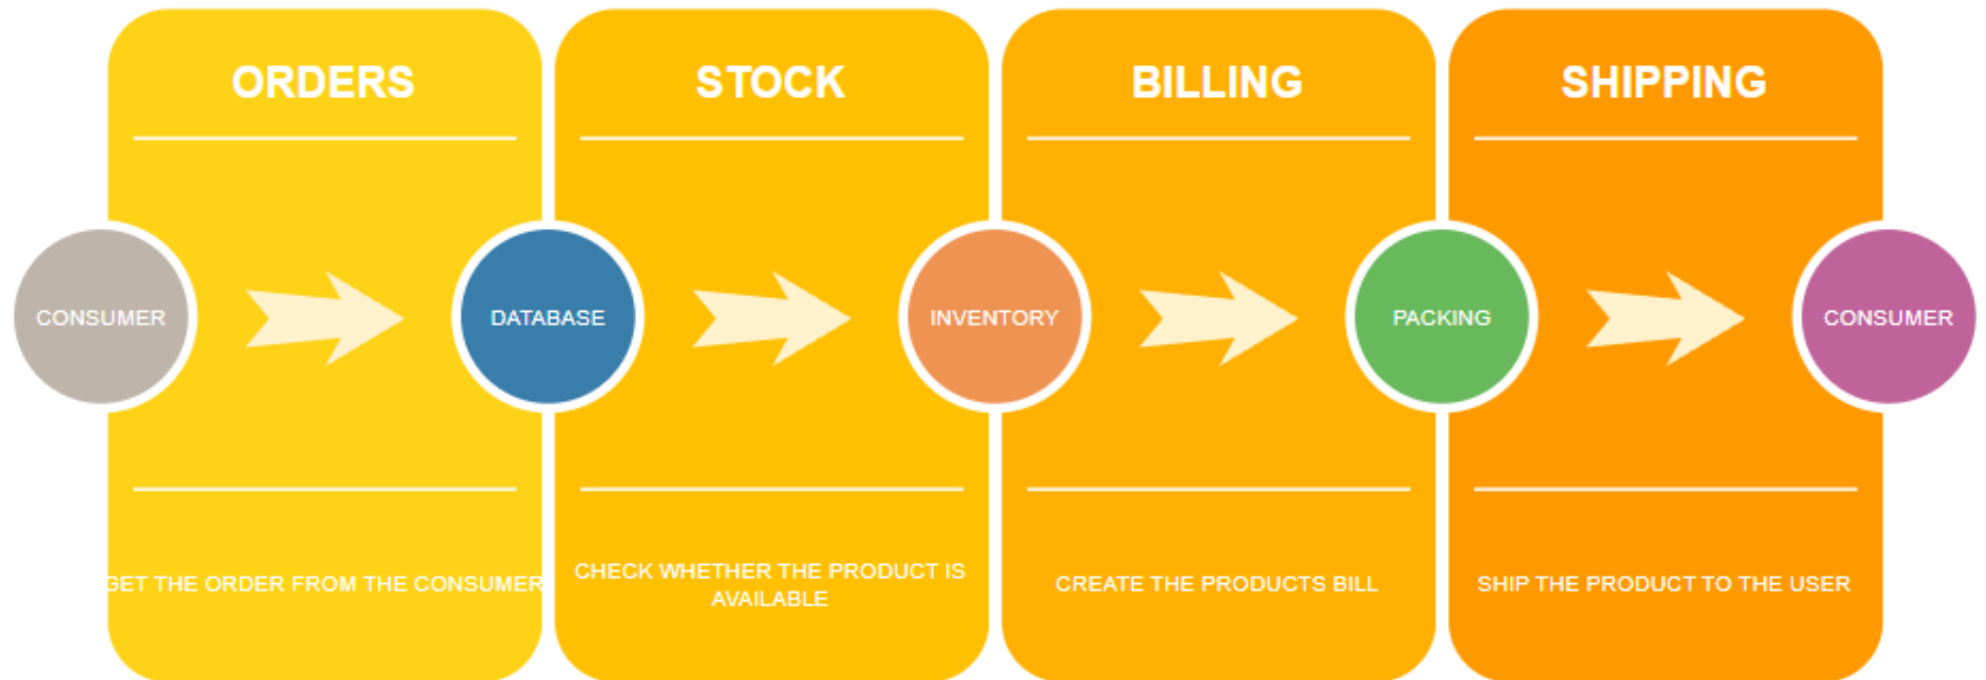 ORDERS
STOCK
BILLING
SHIPPING
CONSUMER
DATABASE
INVENTORY
PACKING
CONSUMER
GET THE ORDER FROM THE CONSUMER
CHECK WHETHER THE PRODUCT IS
AVAILABLE
CREATE THE PRODUCTS BILL
SHIP THE PRODUCT TO THE USER